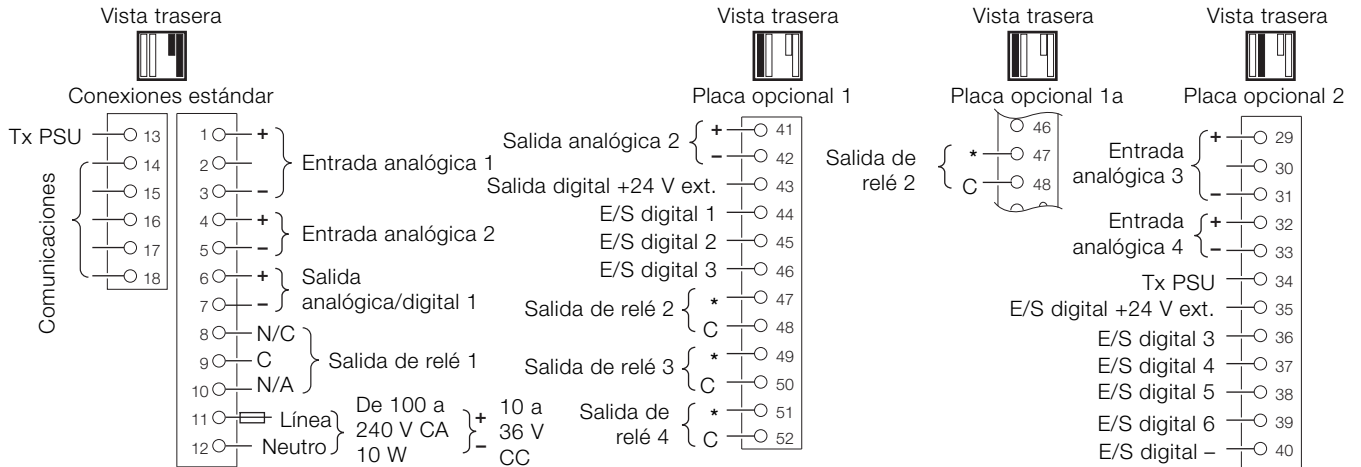 Vista trasera
Conexiones estándar
Tx PSU 13
14
15
16
17
18
Comunicaciones
1 +
2
3 –
Entrada analógica 1
4 +
5 –
Entrada analógica 2
6 +
7 –
Salida
analógica/digital 1
8 N/C
9 C
10 N/A
Salida de relé 1
11 Línea
12 Neutro
De 100 a
240 V CA
10 W
+
–
10 a
36 V
CC
Vista trasera
Placa opcional 1
Salida analógica 2
+ 41
– 42
Salida digital +24 V ext. 43
E/S digital 1 44
E/S digital 2 45
E/S digital 3 46
Salida de relé 2
* 47
C 48
Salida de relé 3
* 49
C 50
Salida de
relé 4
* 51
C 52
Vista trasera
Placa opcional 1a
46
Salida de
relé 2
* 47
C 48
Vista trasera
Placa opcional 2
Entrada
analógica 3
+ 29
30
– 31
Entrada
analógica 4
+ 32
– 33
Tx PSU 34
E/S digital +24 V ext. 35
E/S digital 3 36
E/S digital 4 37
E/S digital 5 38
E/S digital 6 39
E/S digital – 40